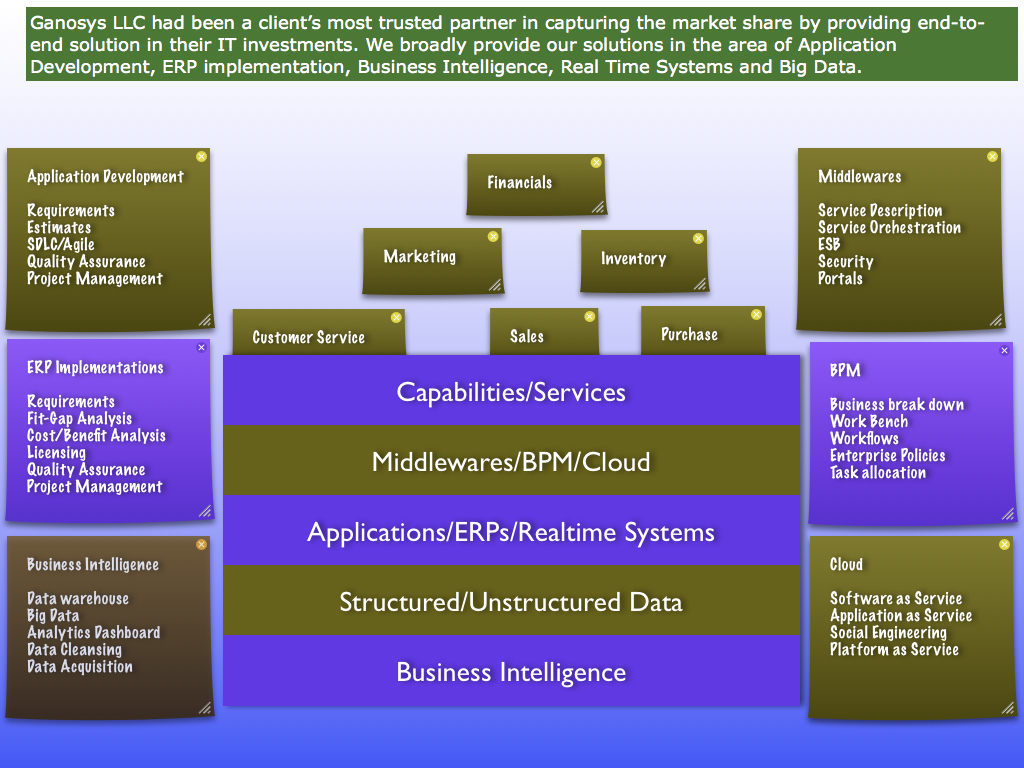 Ganosys LLC had been a client’s most trusted partner in capturing the market share by providing end-to-
end solution in their IT investments. We broadly provide our solutions in the area of Application
Development, ERP implementation, Business Intelligence, Real Time Systems and Big Data.
Application Development
Requirements
Estimates
SDLC/Agile
Quality Assurance
Project Management
Financials
Marketing
Inventory
Customer Service
Sales
Purchase
Middlewares
Service Description
Service Orchestration
ESB
Security
Portals
ERP Implementations
Requirements
Fit-Gap Analysis
Cost/Benefit Analysis
Licensing
Quality Assurance
Project Management
Capabilities/Services
Middlewares/BPM/Cloud
Applications/ERPs/Realtime Systems
Structured/Unstructured Data
Business Intelligence
BPM
Business break down
Work Bench
Workflows
Enterprise Policies
Task allocation
Business Intelligence
Data warehouse
Big Data
Analytics Dashboard
Data Cleansing
Data Acquisition
Cloud
Software as Service
Application as Service
Social Engineering
Platform as Service